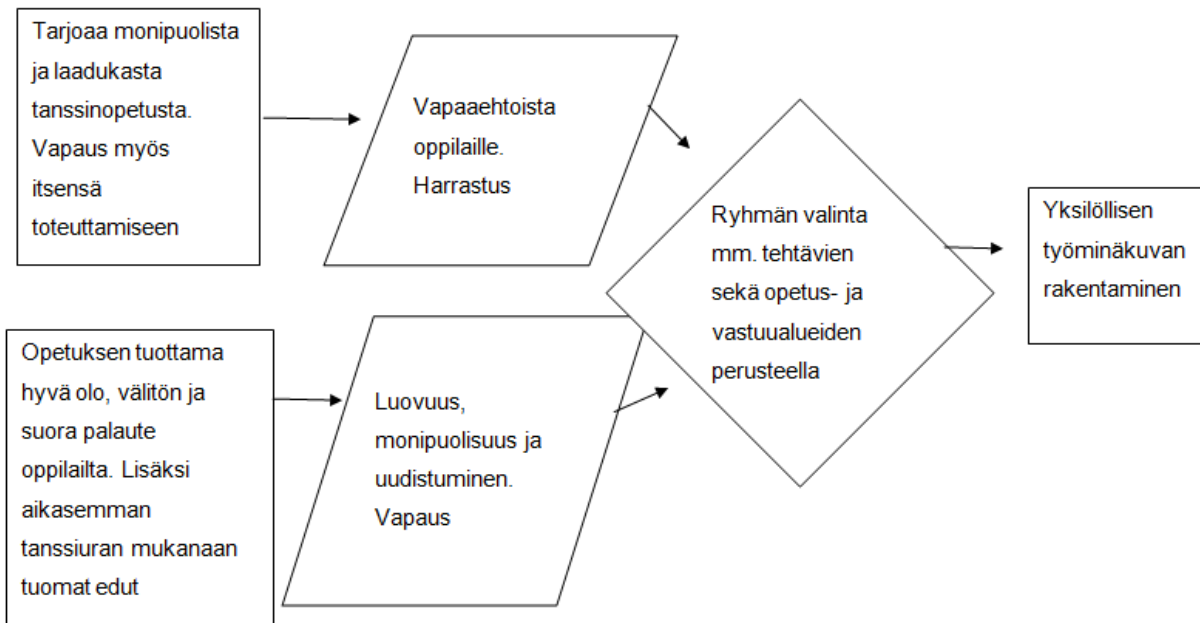 Tarjoaa monipuolista
ja laadukasta
tanssinopetusta.
Vapaus myös
itsensä
toteuttamiseen
Vapaaehtoista
oppilaille.
Harrastus
Opetuksen tuottama
hyvä olo, välitön ja
suora palaute
oppilailta. Lisäksi
aikasemman
tanssiuran mukanaan
tuomat edut
Luovuus,
monipuolisuus ja
uudistuminen.
Vapaus
Ryhmän valinta
mm. tehtävien
sekä opetus- ja
vastuualueiden
perusteella
Yksilöllisen
työminäkuvan
rakentaminen